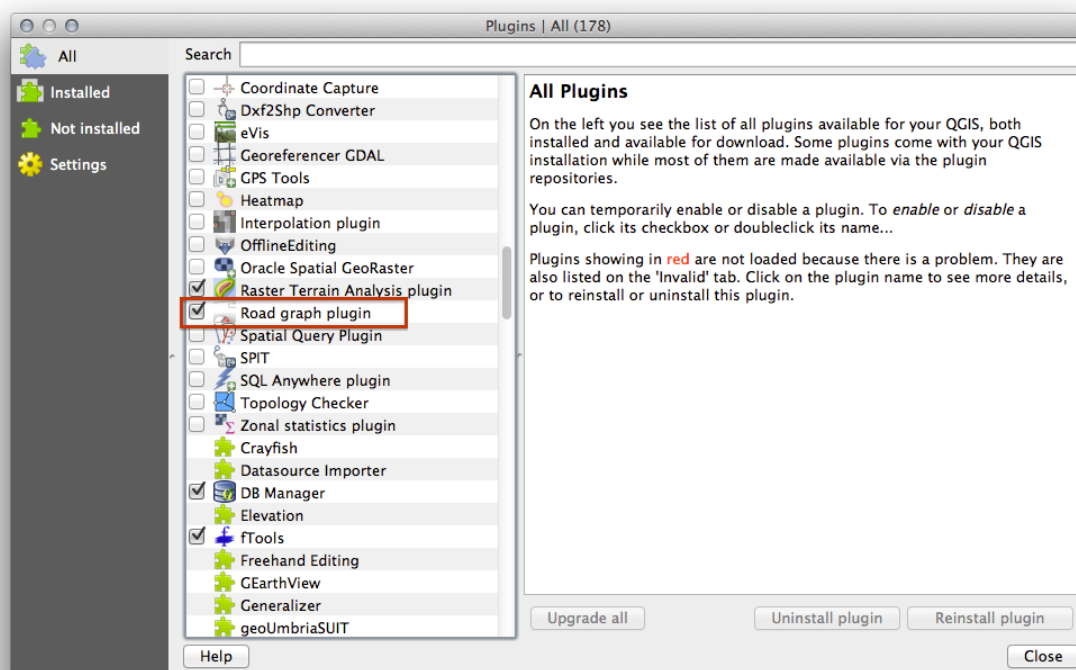 Plugins | All (178)
All
Installed
Not installed
Settings
Search
Coordinate Capture
Dxf2Shp Converter
eVis
Georeferencer GDAL
GPS Tools
Heatmap
Interpolation plugin
OfflineEditing
Oracle Spatial GeoRaster
Raster Terrain Analysis plugin
Road graph plugin
Spatial Query Plugin
SPIT
SQL Anywhere plugin
Topology Checker
Zonal statistics plugin
Crayfish
Datasource Importer
DB Manager
Elevation
fTools
Freehand Editing
GEarthView
Generalizer
geoUmbriaSUIT
All Plugins
On the left you see the list of all plugins available for your QGIS, both
installed and available for download. Some plugins come with your QGIS
installation while most of them are made available via the plugin
repositories.
You can temporarily enable or disable a plugin. To enable or disable a
plugin, click its checkbox or doubleclick its name...
Plugins showing in red are not loaded because there is a problem. They are
also listed on the 'Invalid' tab. Click on the plugin name to see more details,
or to reinstall or uninstall this plugin.
Upgrade all
Uninstall plugin
Reinstall plugin
Help
Close